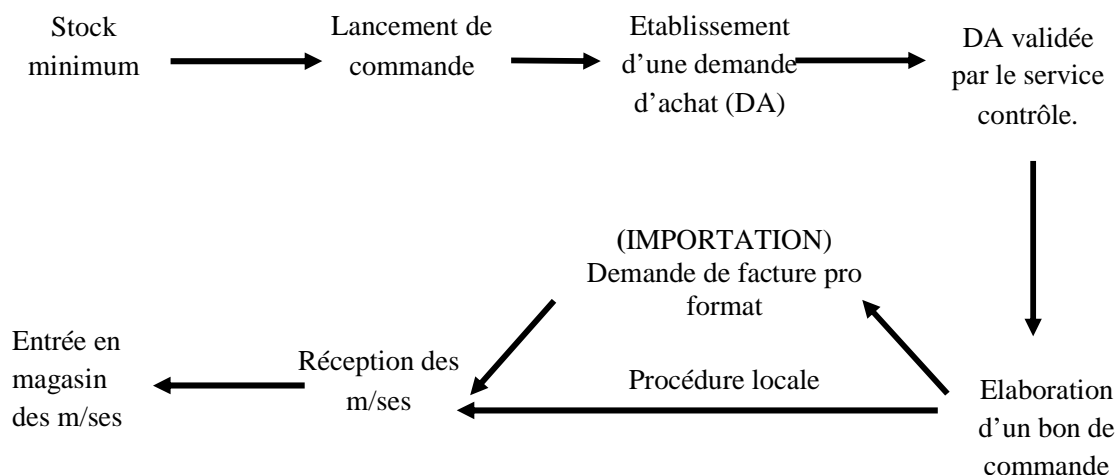 Stock
minimum
Lancement de
commande
Etablissement
d’une demande
d’achat (DA)
DA validée
par le service
contrôle.
(IMPORTATION)
Demande de facture pro
format
Entrée en
magasin
des m/ses
Réception des
m/ses
Procédure locale
Elaboration
d’un bon de
commande